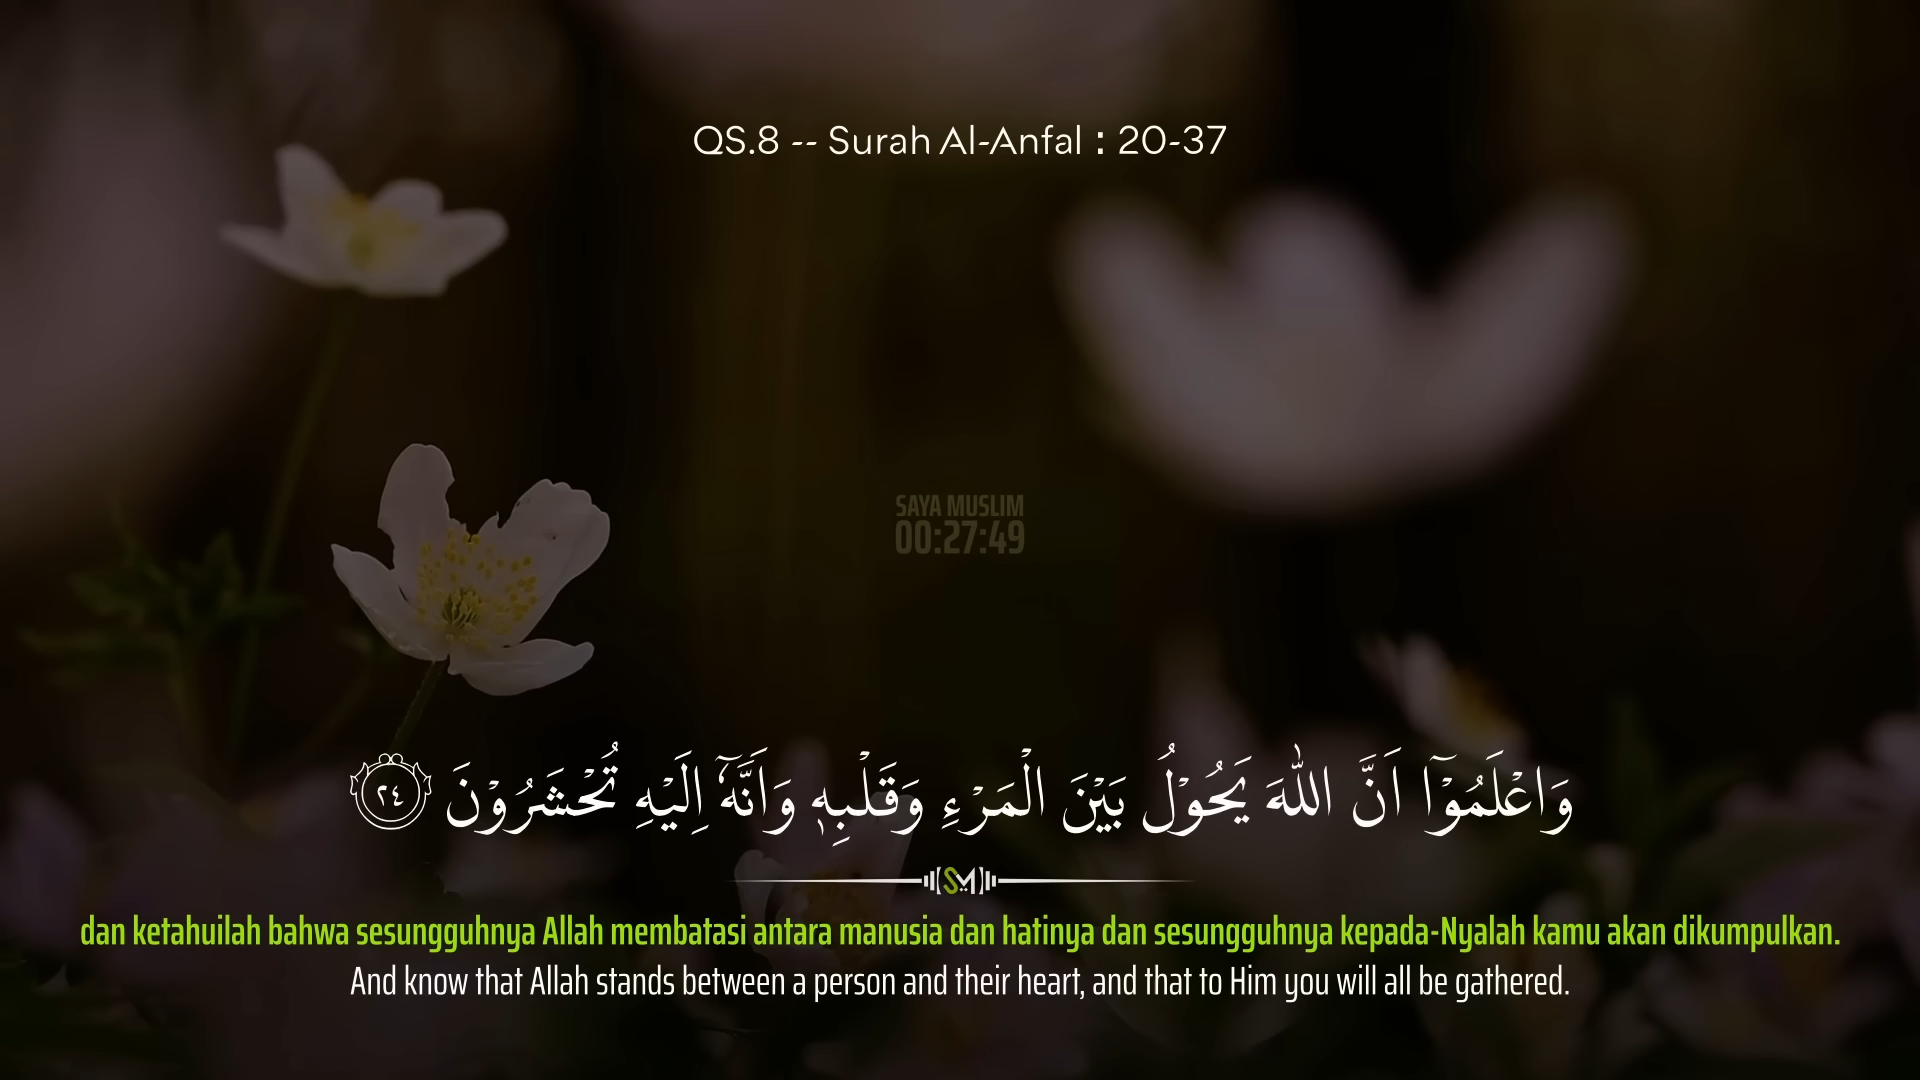 QS.8 -- Surah Al-Anfal : 20-37
SAYA MUSLIM
00:27:49
وَاعْلَمُوْٓا اَنَّ اللّٰهَ يَحُوْلُ بَيْنَ الْمَرْءِ وَقَلْبِهٖ وَاَنَّهٗٓ اِلَيْهِ تُحْشَرُوْنَ ٢٤
SM
dan ketahuilah bahwa sesungguhnya Allah membatasi antara manusia dan hatinya dan sesungguhnya kepada-Nyalah kamu akan dikumpulkan.
And know that Allah stands between a person and their heart, and that to Him you will all be gathered.